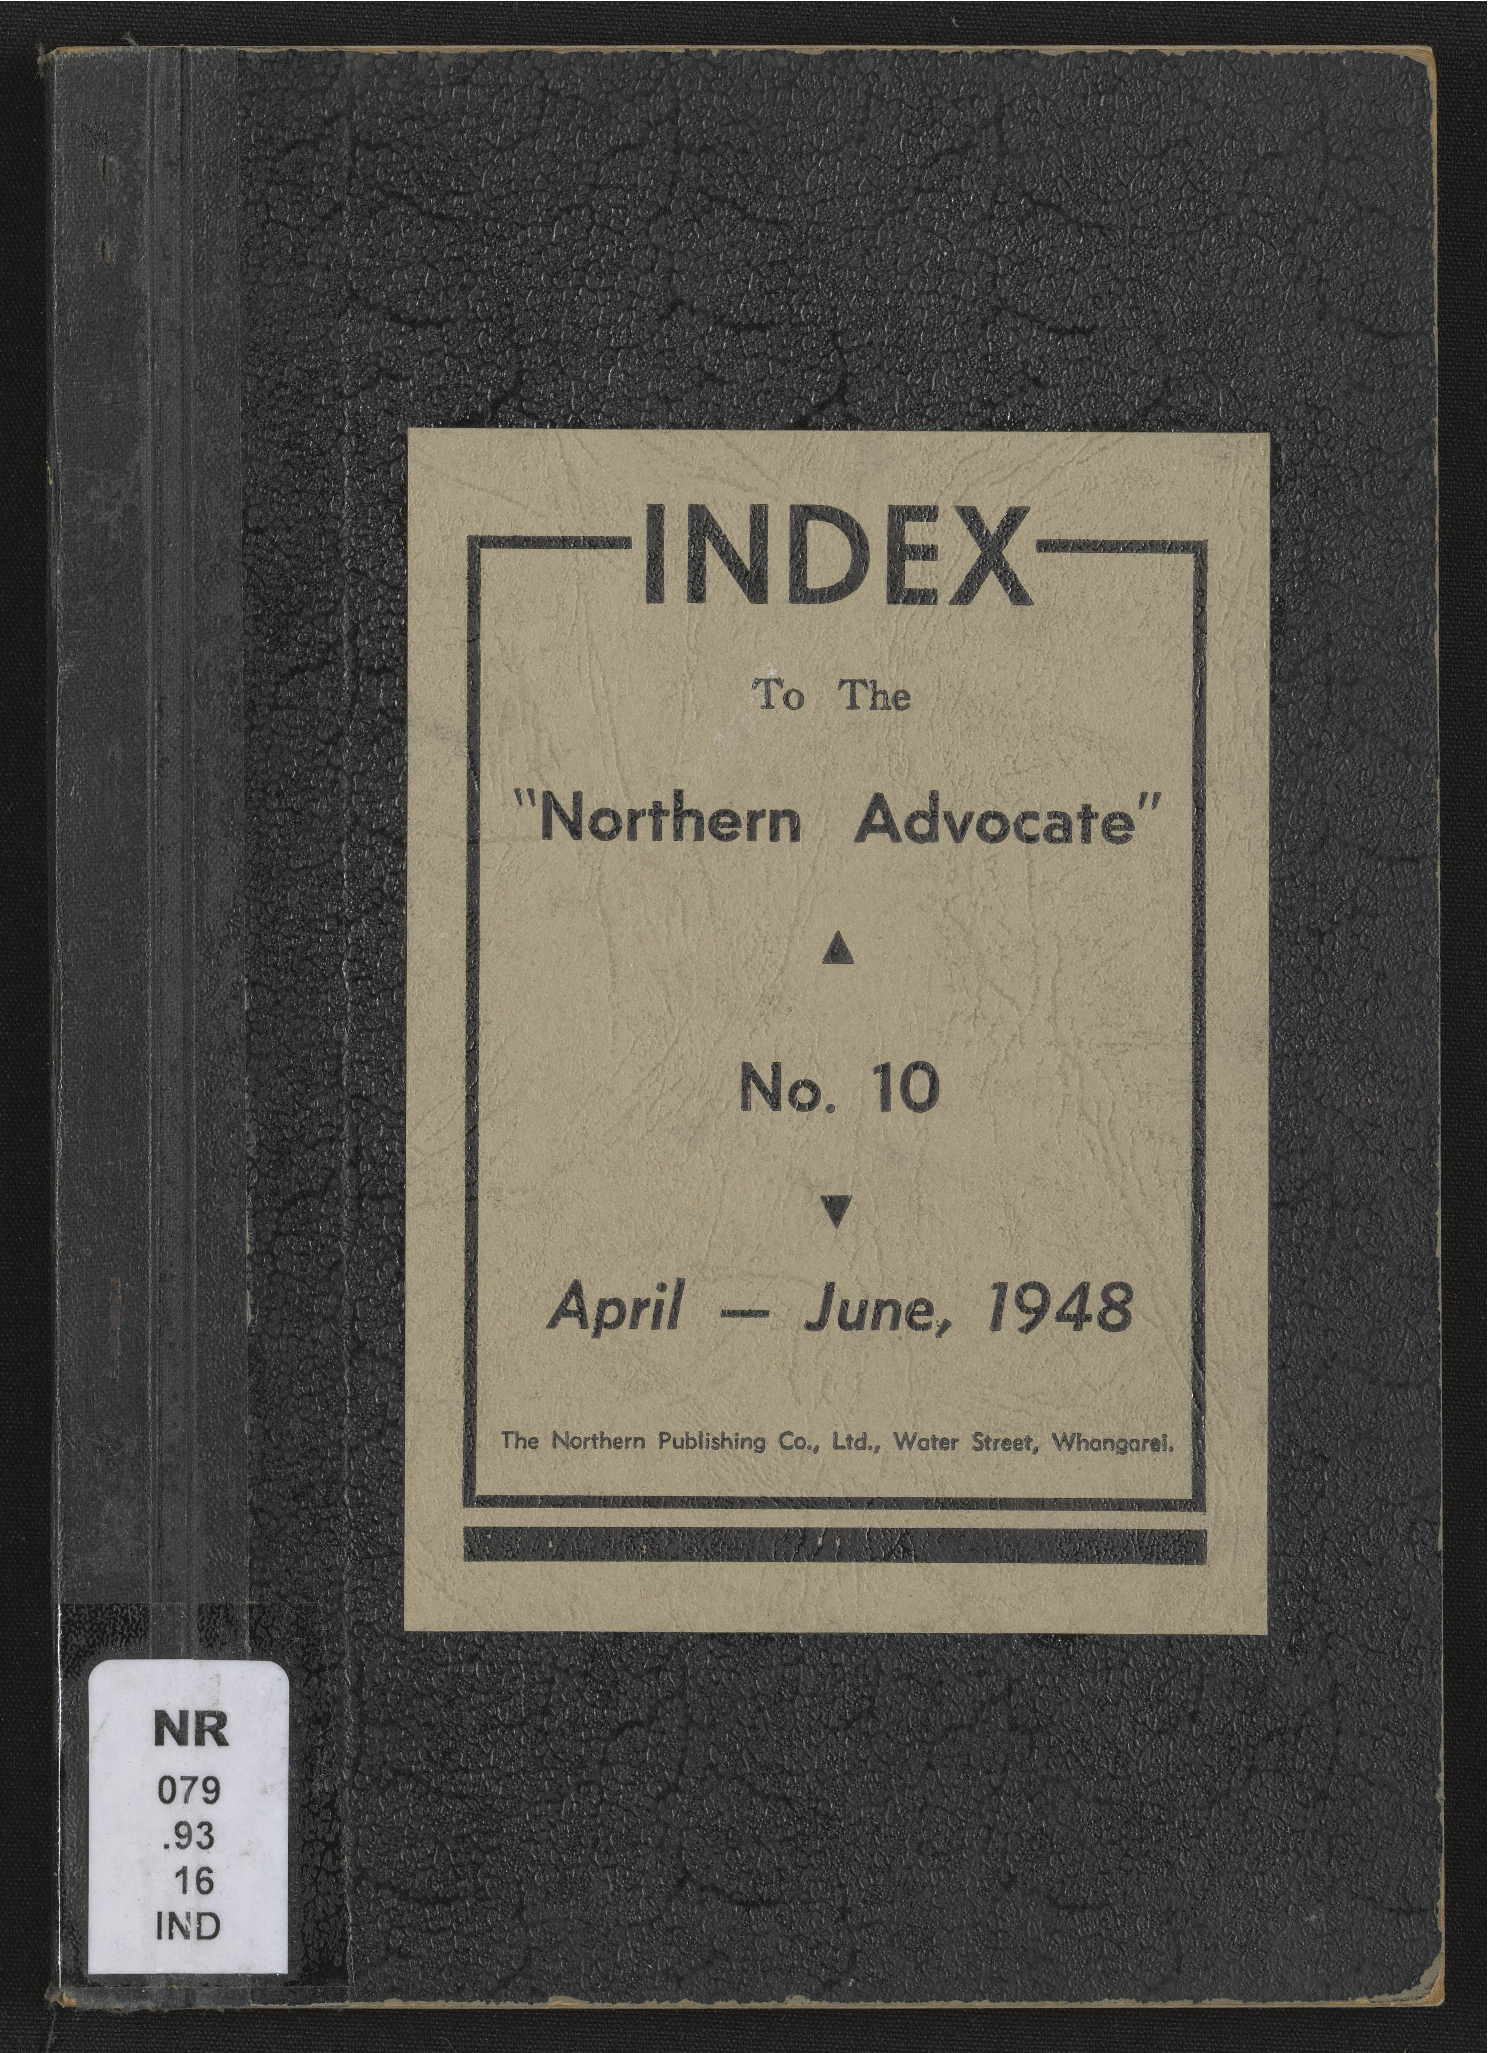 INDEX
To The
"Northern Advocate"
No. 10
April — June, 1948
The Northern Publishing Co., Ltd., Water Street, Whangarei.
NR
079
.93
16
IND